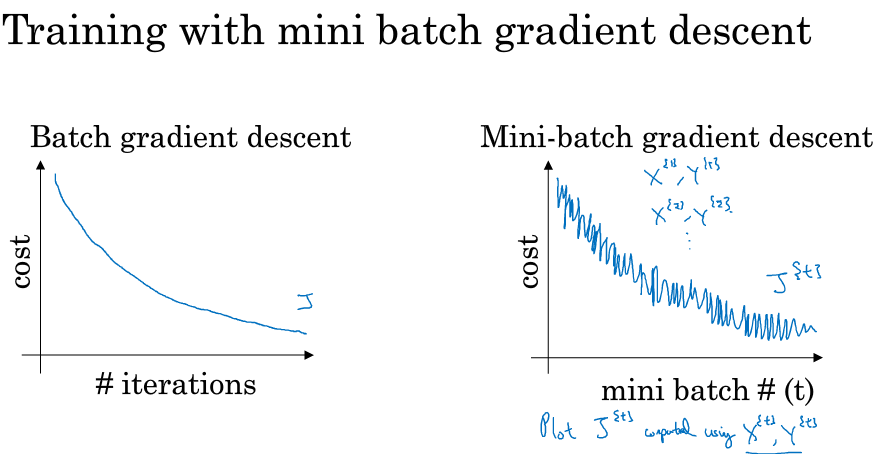 Training with mini batch gradient descent
Batch gradient descent
cost
J
# iterations
Mini-batch gradient descent
X^{1}, Y^{1}
X^{2}, Y^{2}
⋮
cost
J^{t}
mini batch # (t)
Plot J^{t} computed using X^{t}, Y^{t}